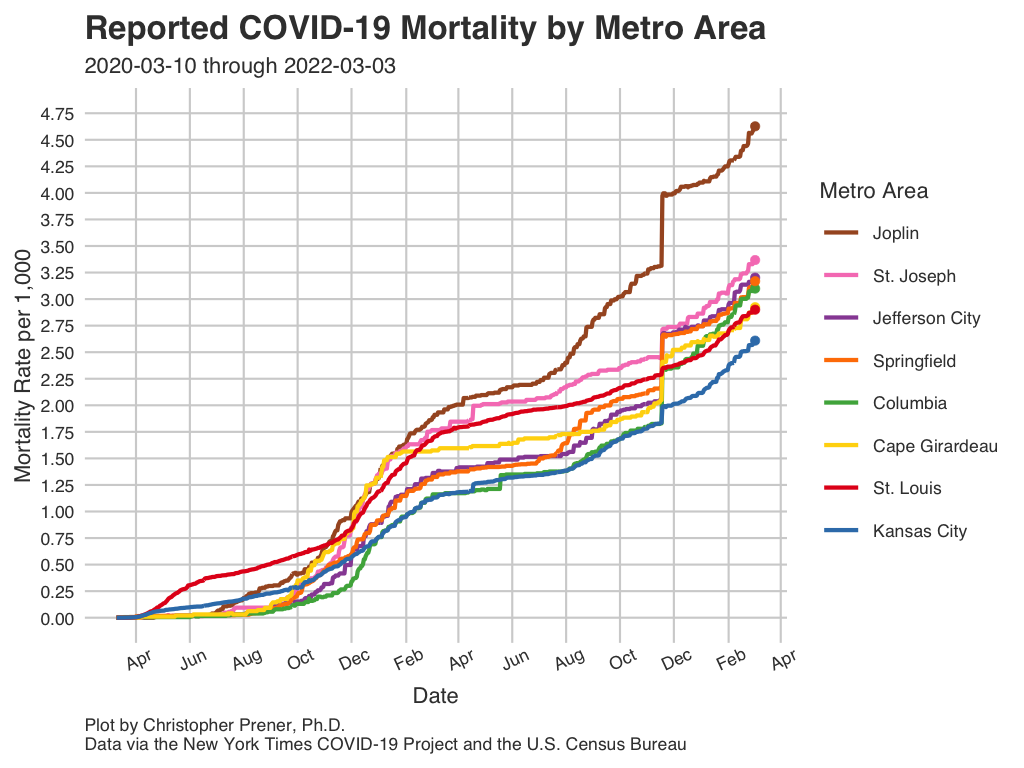 Reported COVID-19 Mortality by Metro Area
2020-03-10 through 2022-03-03
4.75
4.50
4.25
4.00
3.75
3.50
3.25
3.00
2.75
2.50
2.25
2.00
1.75
1.50
1.25
1.00
0.75
0.50
0.25
0.00
Mortality Rate per 1,000
Apr Jun Aug Oct Dec Feb Apr Jun Aug Oct Dec Feb Apr
Date
Metro Area
Joplin
St. Joseph
Jefferson City
Springfield
Columbia
Cape Girardeau
St. Louis
Kansas City
Plot by Christopher Prener, Ph.D.
Data via the New York Times COVID-19 Project and the U.S. Census Bureau